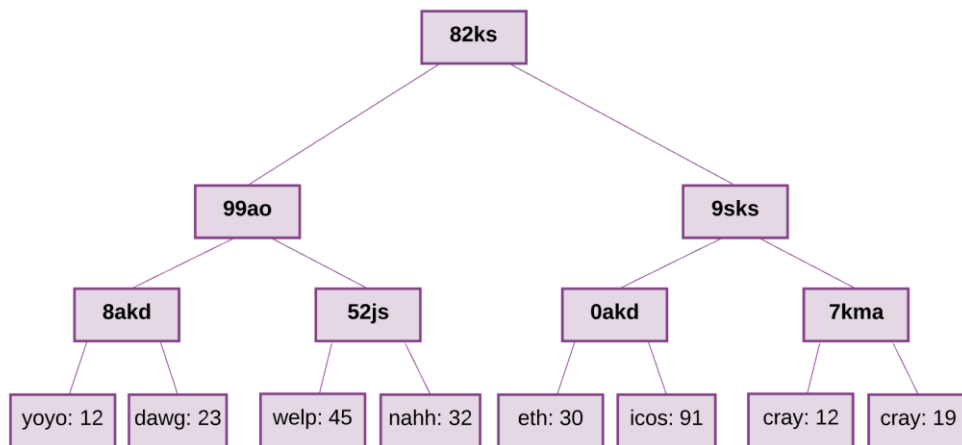 82ks
99ao
9sks
8akd
52js
0akd
7kma
yoyo: 12
dawg: 23
welp: 45
nahh: 32
eth: 30
icos: 91
cray: 12
cray: 19